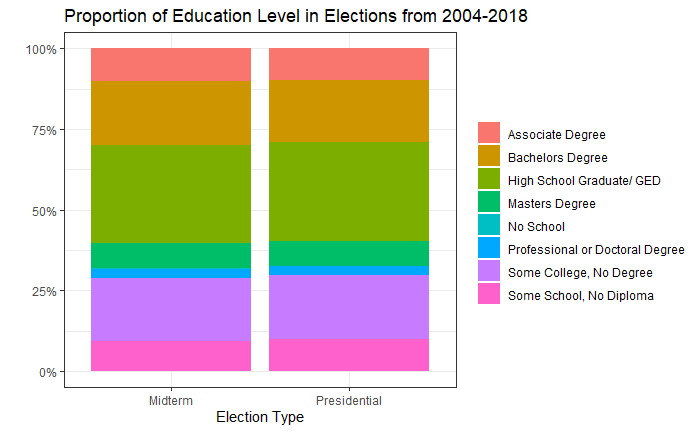 Proportion of Education Level in Elections from 2004-2018
100%
75%
50%
25%
0%
Midterm
Presidential
Election Type
Associate Degree
Bachelors Degree
High School Graduate/ GED
Masters Degree
No School
Professional or Doctoral Degree
Some College, No Degree
Some School, No Diploma